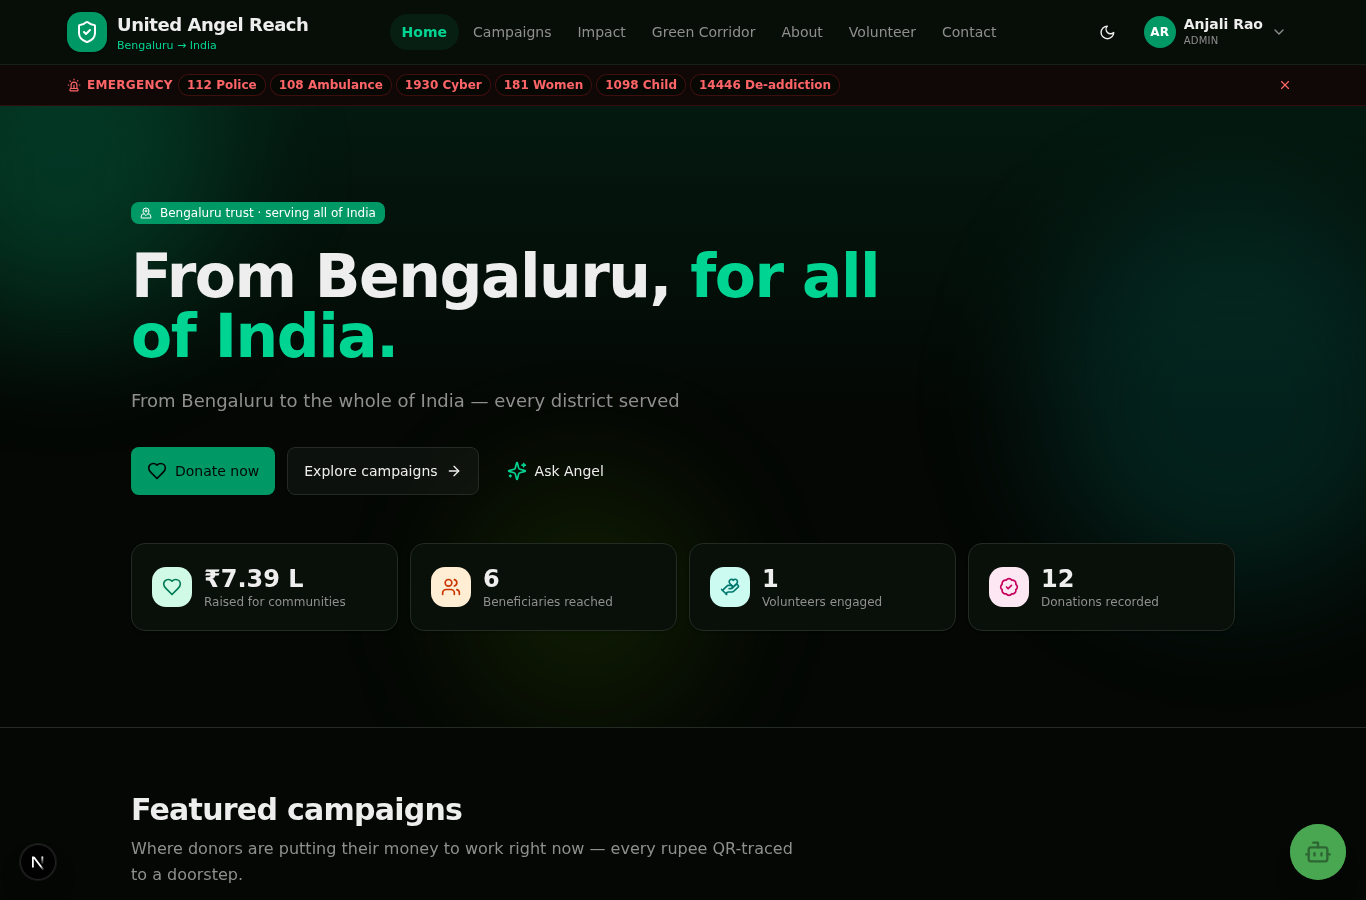 United Angel Reach
Bengaluru → India
Home
Campaigns
Impact
Green Corridor
About
Volunteer
Contact
AR
Anjali Rao
ADMIN
EMERGENCY
112 Police
108 Ambulance
1930 Cyber
181 Women
1098 Child
14446 De-addiction
Bengaluru trust · serving all of India
From Bengaluru, for all
of India.
From Bengaluru to the whole of India — every district served
Donate now
Explore campaigns →
Ask Angel
₹7.39 L
Raised for communities
6
Beneficiaries reached
1
Volunteers engaged
12
Donations recorded
Featured campaigns
Where donors are putting their money to work right now — every rupee QR-traced
to a doorstep.
N